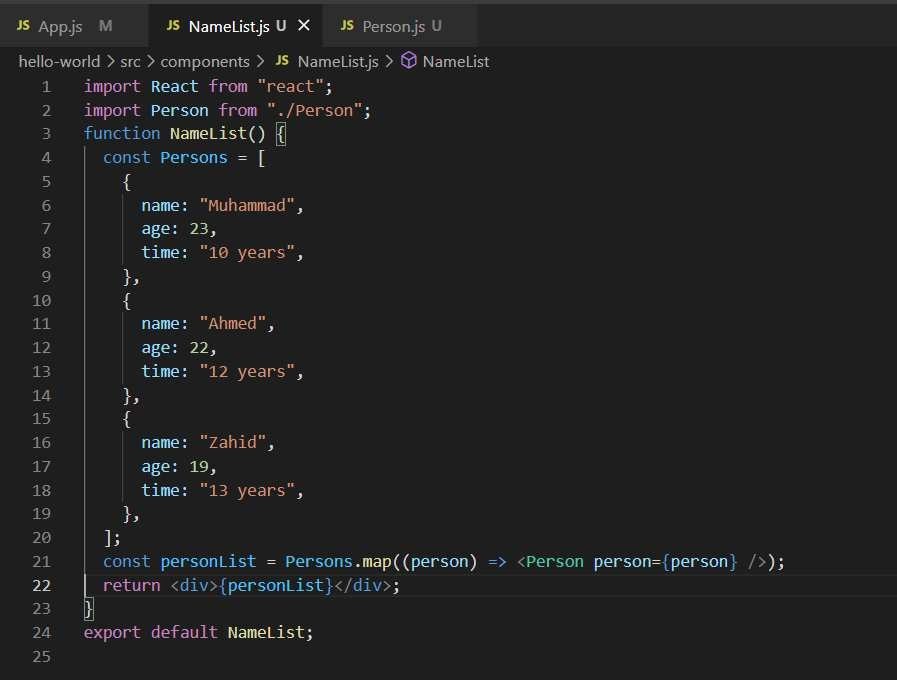 JS App.js M JS NameList.js U × JS Person.js U
hello-world > src > components > JS NameList.js > NameList
1 import React from "react";
2 import Person from "./Person";
3 function NameList() {
4 const Persons = [
5 {
6 name: "Muhammad",
7 age: 23,
8 time: "10 years",
9 },
10 {
11 name: "Ahmed",
12 age: 22,
13 time: "12 years",
14 },
15 {
16 name: "Zahid",
17 age: 19,
18 time: "13 years",
19 },
20 ];
21 const personList = Persons.map((person) => <Person person={person} />);
22 return <div>{personList}</div>;
23 }
24 export default NameList;
25